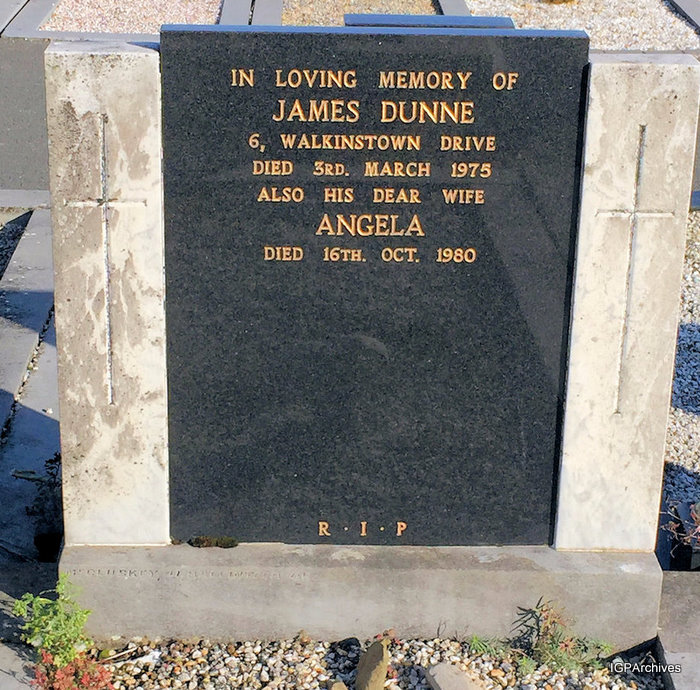 IN LOVING MEMORY OF
JAMES DUNNE
6, WALKINSTOWN DRIVE
DIED 3RD. MARCH 1975
ALSO HIS DEAR WIFE
ANGELA
DIED 16TH. OCT. 1980
R · I · P
IGPArchives